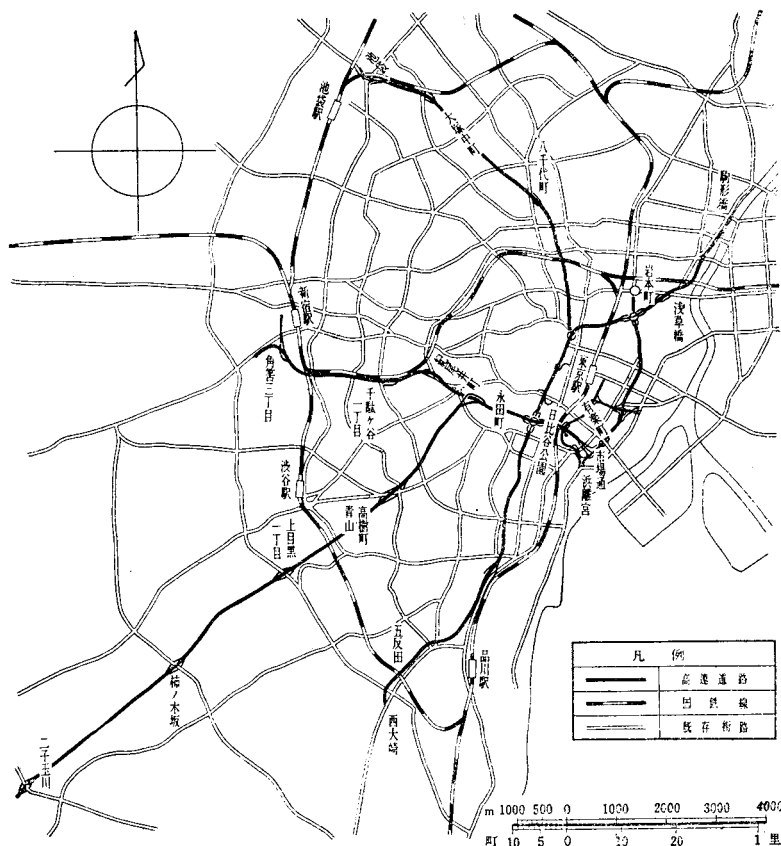 池袋駅
八千代町
駒形橋
岩本町
浅草橋
新宿駅
角筈三丁目
千駄ヶ谷
一丁目
永田町
日比谷公園
東京駅
市場通
浜離宮
渋谷駅
青山
高樹町
上目黒
一丁目
五反田
品川駅
柿ノ木坂
西大崎
二子玉川
凡例
高速道路
国鉄線
既存街路
m 1000 500 0 1000 2000 3000 4000
町 10 5 0 10 20 1 里